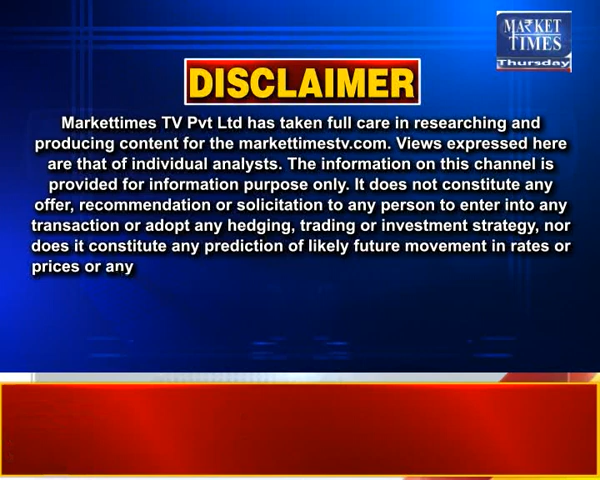 MARKET
TIMES
Thursday
DISCLAIMER
Markettimes TV Pvt Ltd has taken full care in researching and
producing content for the markettimestv.com. Views expressed here
are that of individual analysts. The information on this channel is
provided for information purpose only. It does not constitute any
offer, recommendation or solicitation to any person to enter into any
transaction or adopt any hedging, trading or investment strategy, nor
does it constitute any prediction of likely future movement in rates or
prices or any